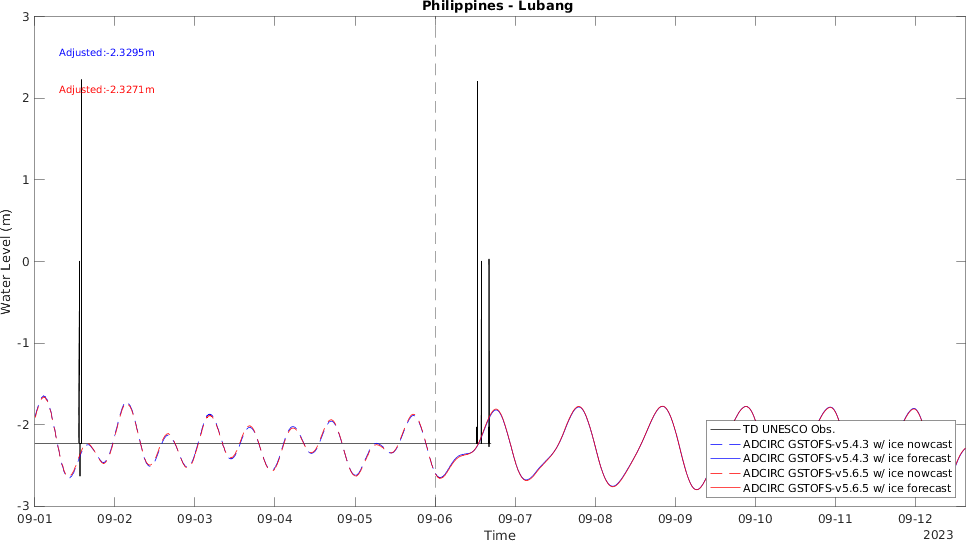 Philippines - Lubang
3
Adjusted:-2.3295m
Adjusted:-2.3271m
2
1
0
-1
-2
-3
Water Level (m)
TD UNESCO Obs.
ADCIRC GSTOFS-v5.4.3 w/ ice nowcast
ADCIRC GSTOFS-v5.4.3 w/ ice forecast
ADCIRC GSTOFS-v5.6.5 w/ ice nowcast
ADCIRC GSTOFS-v5.6.5 w/ ice forecast
09-01 09-02 09-03 09-04 09-05 09-06 09-07 09-08 09-09 09-10 09-11 09-12
Time
2023